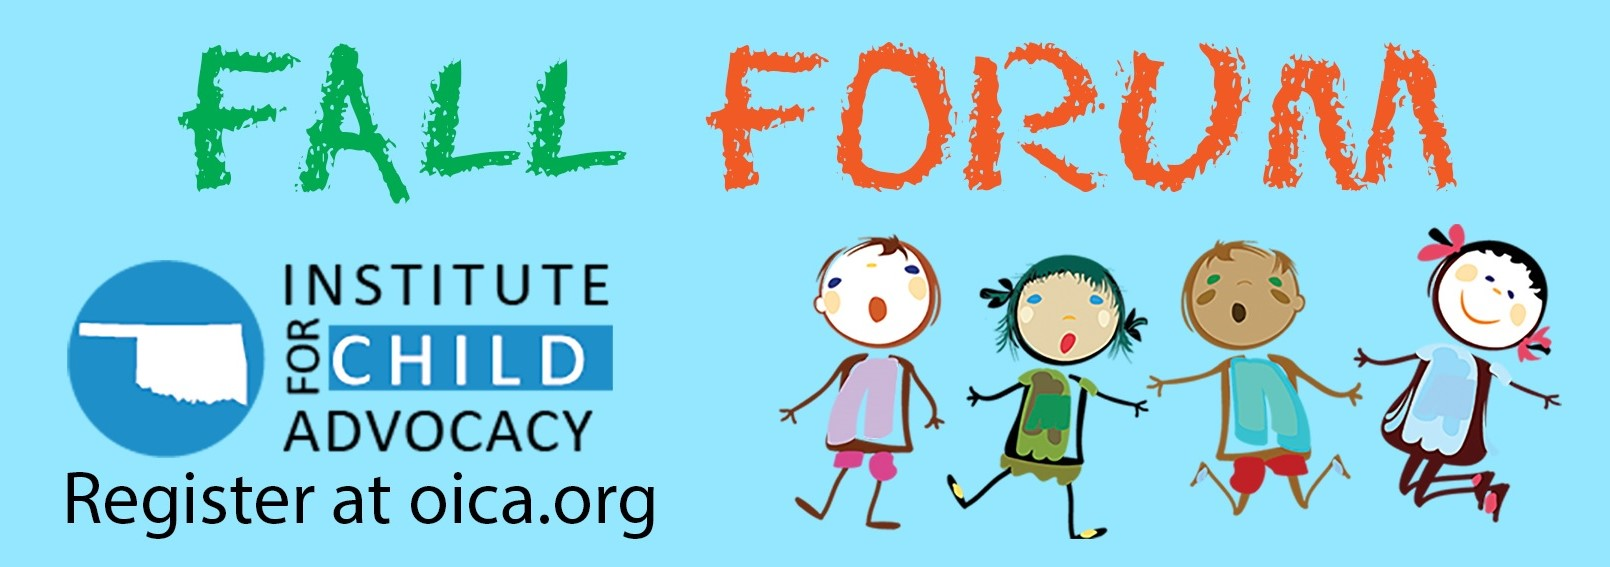 FALL FORUM
INSTITUTE
FOR CHILD
ADVOCACY
Register at oica.org